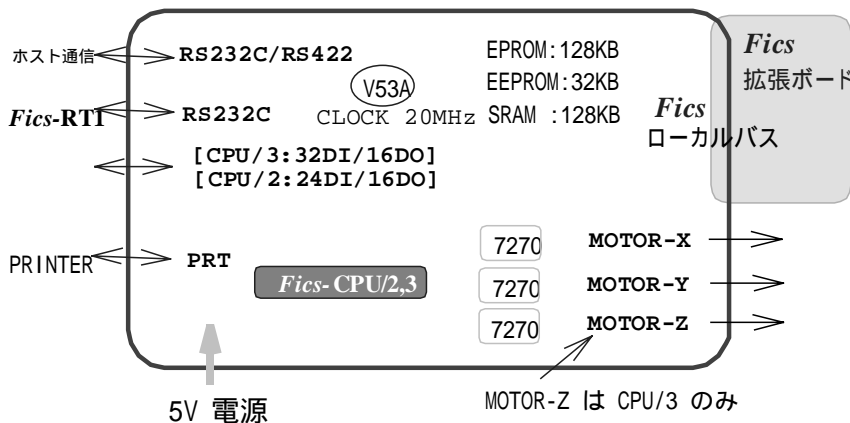 ホスト通信
RS232C/RS422
EPROM:128KB
Fics
拡張ボード
V53A
EEPROM:32KB
Fics-RTI
RS232C
CLOCK 20MHz
SRAM :128KB
Fics
ローカルバス
[CPU/3:32DI/16DO]
[CPU/2:24DI/16DO]
7270
MOTOR-X
PRINTER
PRT
Fics-CPU/2,3
7270
MOTOR-Y
7270
MOTOR-Z
5V 電源
MOTOR-Z は CPU/3 のみ